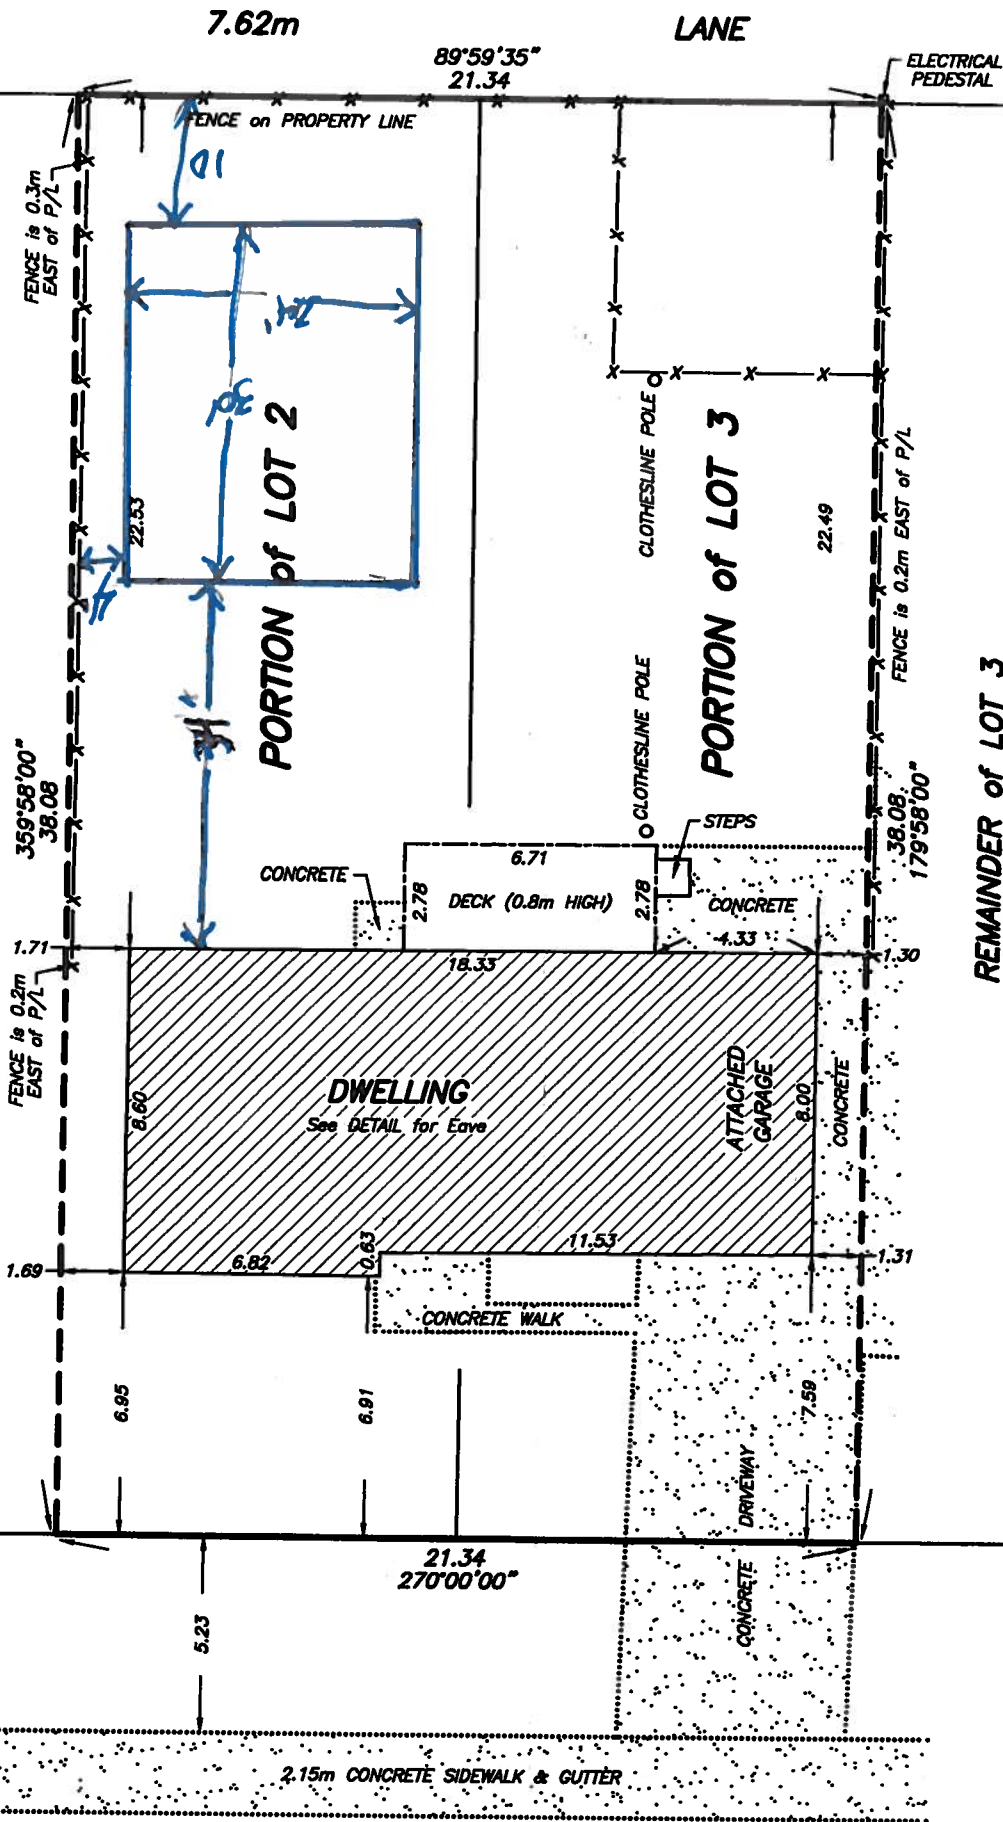 7.62m
LANE
89°59'35"
21.34
ELECTRICAL
PEDESTAL
FENCE on PROPERTY LINE
10
FENCE is 0.3m
EAST of P/L
24'
30'
PORTION of LOT 2
22.53
4'
CLOTHESLINE POLE
PORTION of LOT 3
22.49
FENCE is 0.2m EAST of P/L
CLOTHESLINE POLE
359°58'00"
38.08
38.08
179°58'00"
REMAINDER of LOT 3
STEPS
CONCRETE
6.71
2.78
DECK (0.8m HIGH)
2.78
CONCRETE
4.33
1.71
18.33
1.30
FENCE is 0.2m
EAST of P/L
8.60
DWELLING
See DETAIL for Eave
ATTACHED
GARAGE
8.00
CONCRETE
1.69
6.82
0.63
11.53
1.31
CONCRETE WALK
6.95
6.91
7.59
CONCRETE DRIVEWAY
21.34
270°00'00"
5.23
2.15m CONCRETE SIDEWALK & GUTTER